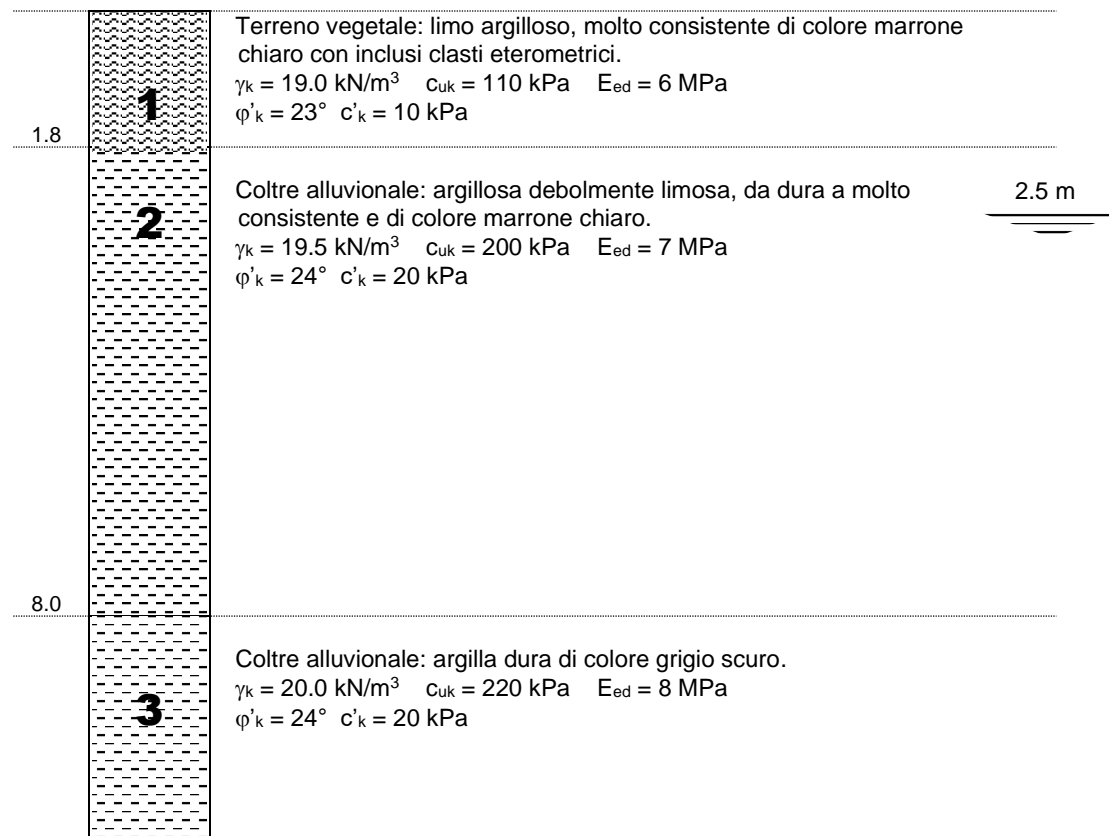 Terreno vegetale: limo argilloso, molto consistente di colore marrone
chiaro con inclusi clasti eterometrici.
γk = 19.0 kN/m³ cuk = 110 kPa Eed = 6 MPa
1
φ'k = 23° c'k = 10 kPa
1.8
Coltre alluvionale: argillosa debolmente limosa, da dura a molto
2.5 m
consistente e di colore marrone chiaro.
2
γk = 19.5 kN/m³ cuk = 200 kPa Eed = 7 MPa
φ'k = 24° c'k = 20 kPa
8.0
Coltre alluvionale: argilla dura di colore grigio scuro.
γk = 20.0 kN/m³ cuk = 220 kPa Eed = 8 MPa
3
φ'k = 24° c'k = 20 kPa